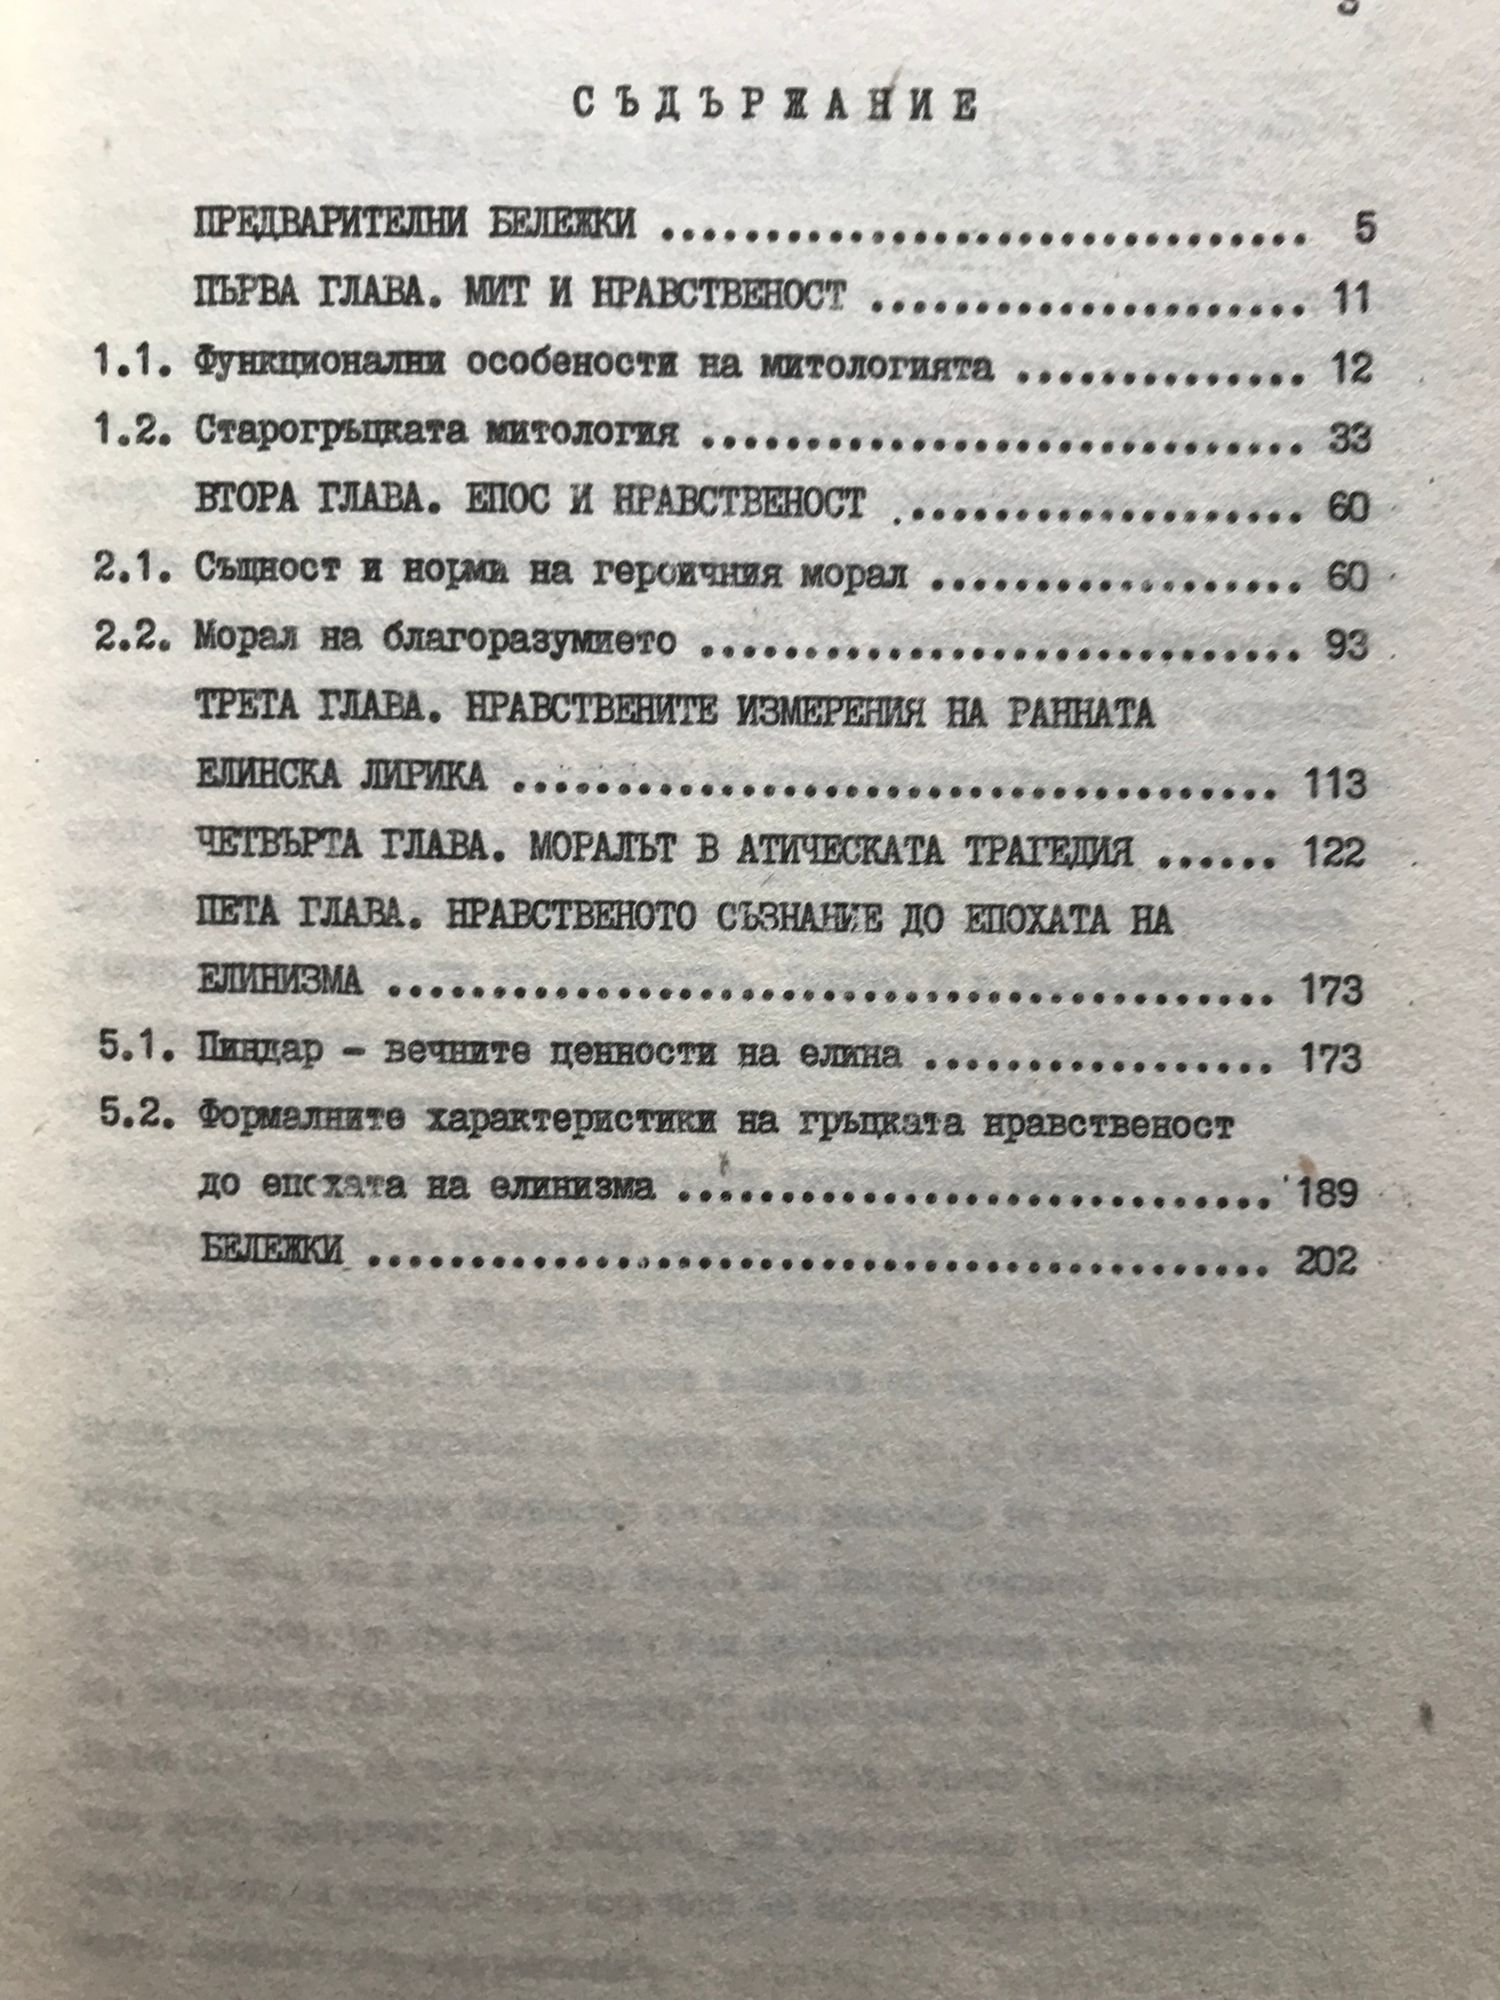 3
СЪДЪРЖАНИЕ
ПРЕДВАРИТЕЛНИ БЕЛЕЖКИ ............................... 5
ПЪРВА ГЛАВА. МИТ И НРАВСТВЕНОСТ ..................... 11
1.1. Функционални особености на митологията .............. 12
1.2. Старогръцката митология ............................. 33
ВТОРА ГЛАВА. ЕПОС И НРАВСТВЕНОСТ .................... 60
2.1. Същност и норми на героичния морал .................. 60
2.2. Морал на благоразумието ............................. 93
ТРЕТА ГЛАВА. НРАВСТВЕНИТЕ ИЗМЕРЕНИЯ НА РАННАТА
ЕЛИНСКА ЛИРИКА ..................................... 113
ЧЕТВЪРТА ГЛАВА. МОРАЛЪТ В АТИЧЕСКАТА ТРАГЕДИЯ ...... 122
ПЕТА ГЛАВА. НРАВСТВЕНОТО СЪЗНАНИЕ ДО ЕПОХАТА НА
ЕЛИНИЗМА ........................................... 173
5.1. Пиндар – вечните ценности на елина ................. 173
5.2. Формалните характеристики на гръцката нравственост
до епохата на елинизма ............................. 189
БЕЛЕЖКИ ............................................ 202